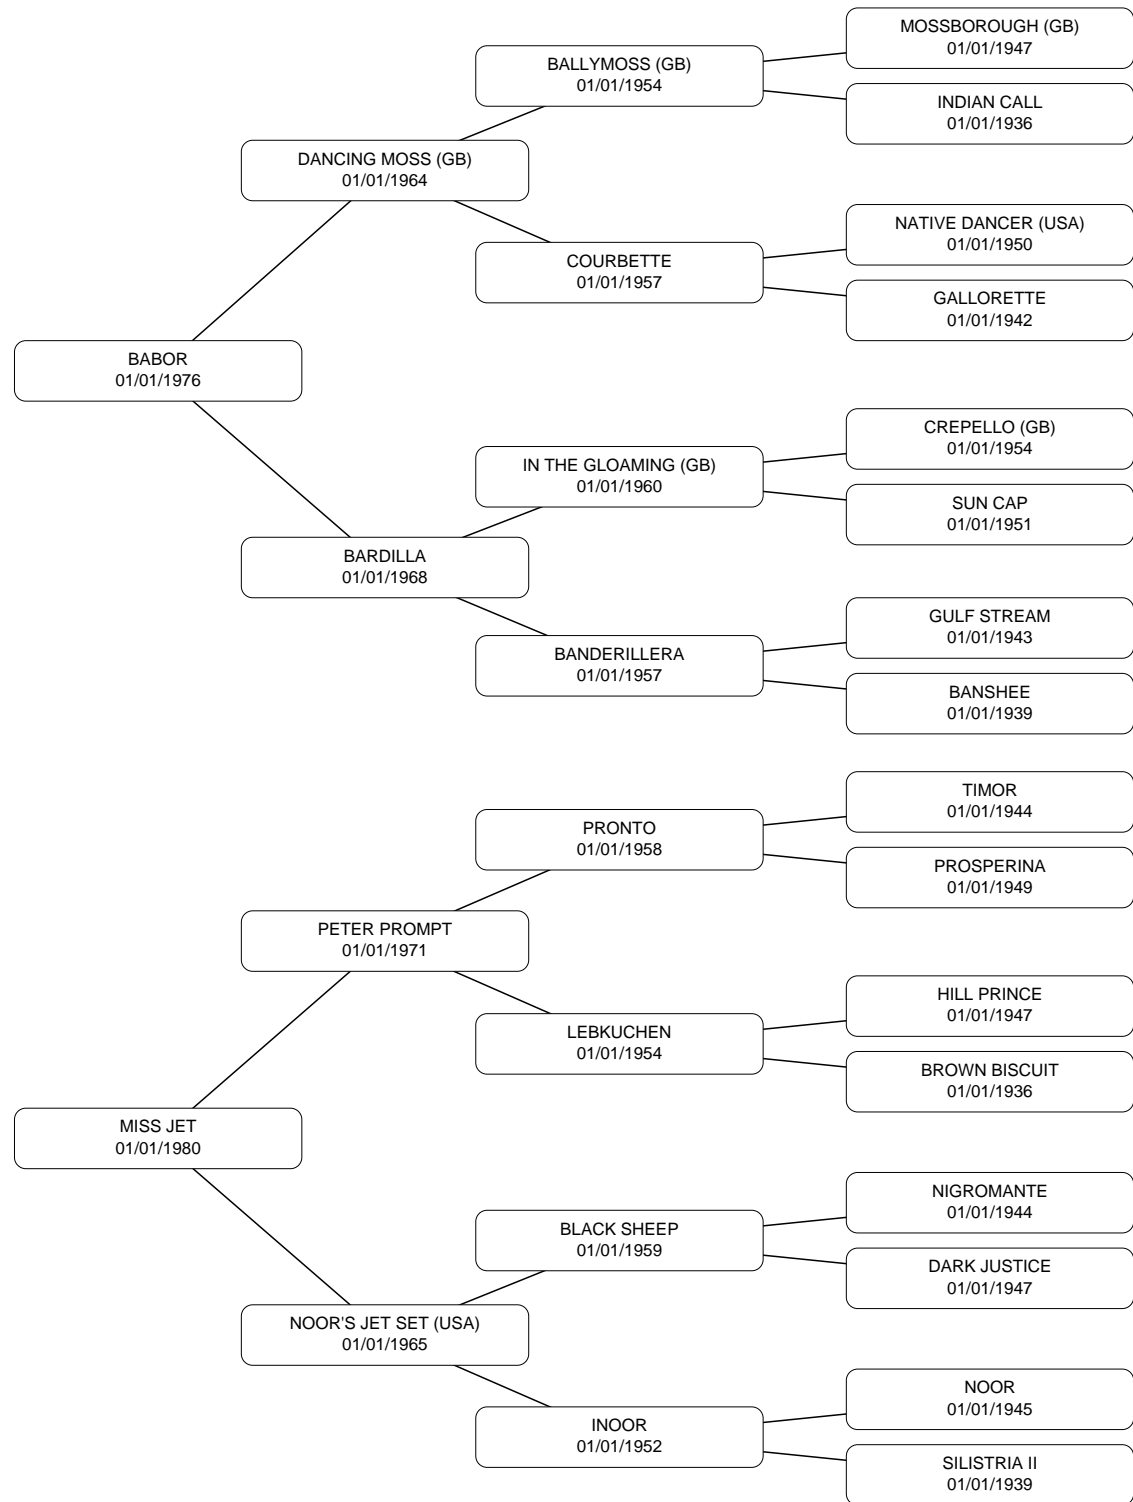 MOSSBOROUGH (GB)
01/01/1947
BALLYMOSS (GB)
01/01/1954
INDIAN CALL
01/01/1936
DANCING MOSS (GB)
01/01/1964
NATIVE DANCER (USA)
01/01/1950
COURBETTE
01/01/1957
GALLORETTE
01/01/1942
BABOR
01/01/1976
CREPELLO (GB)
01/01/1954
IN THE GLOAMING (GB)
01/01/1960
SUN CAP
01/01/1951
BARDILLA
01/01/1968
GULF STREAM
01/01/1943
BANDERILLERA
01/01/1957
BANSHEE
01/01/1939
TIMOR
01/01/1944
PRONTO
01/01/1958
PROSPERINA
01/01/1949
PETER PROMPT
01/01/1971
HILL PRINCE
01/01/1947
LEBKUCHEN
01/01/1954
BROWN BISCUIT
01/01/1936
MISS JET
01/01/1980
NIGROMANTE
01/01/1944
BLACK SHEEP
01/01/1959
DARK JUSTICE
01/01/1947
NOOR'S JET SET (USA)
01/01/1965
NOOR
01/01/1945
INOOR
01/01/1952
SILISTRIA II
01/01/1939